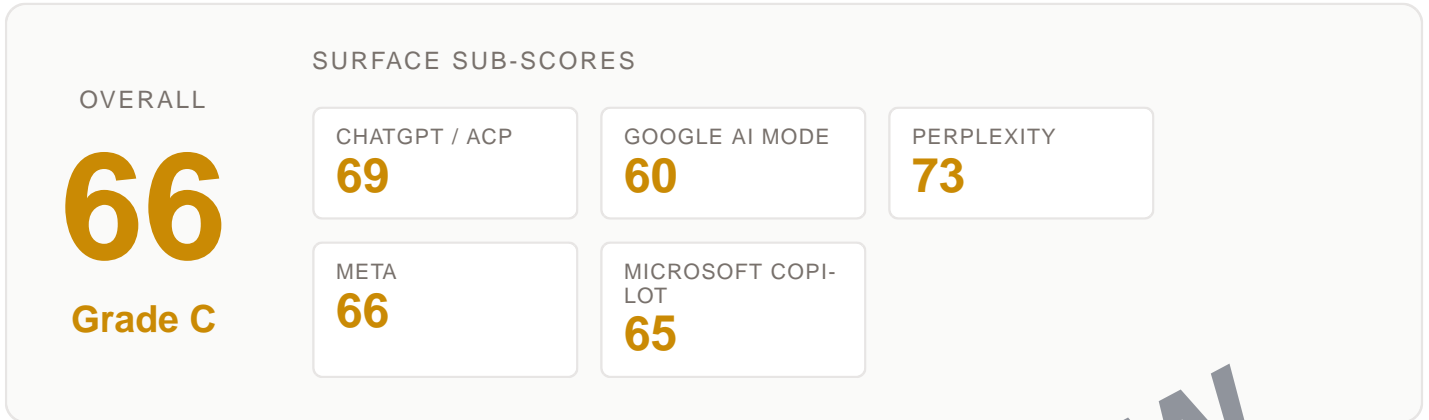 SURFACE SUB-SCORES
OVERALL
66
Grade C
CHATGPT / ACP
69
GOOGLE AI MODE
60
PERPLEXITY
73
META
66
MICROSOFT COPI-
LOT
65